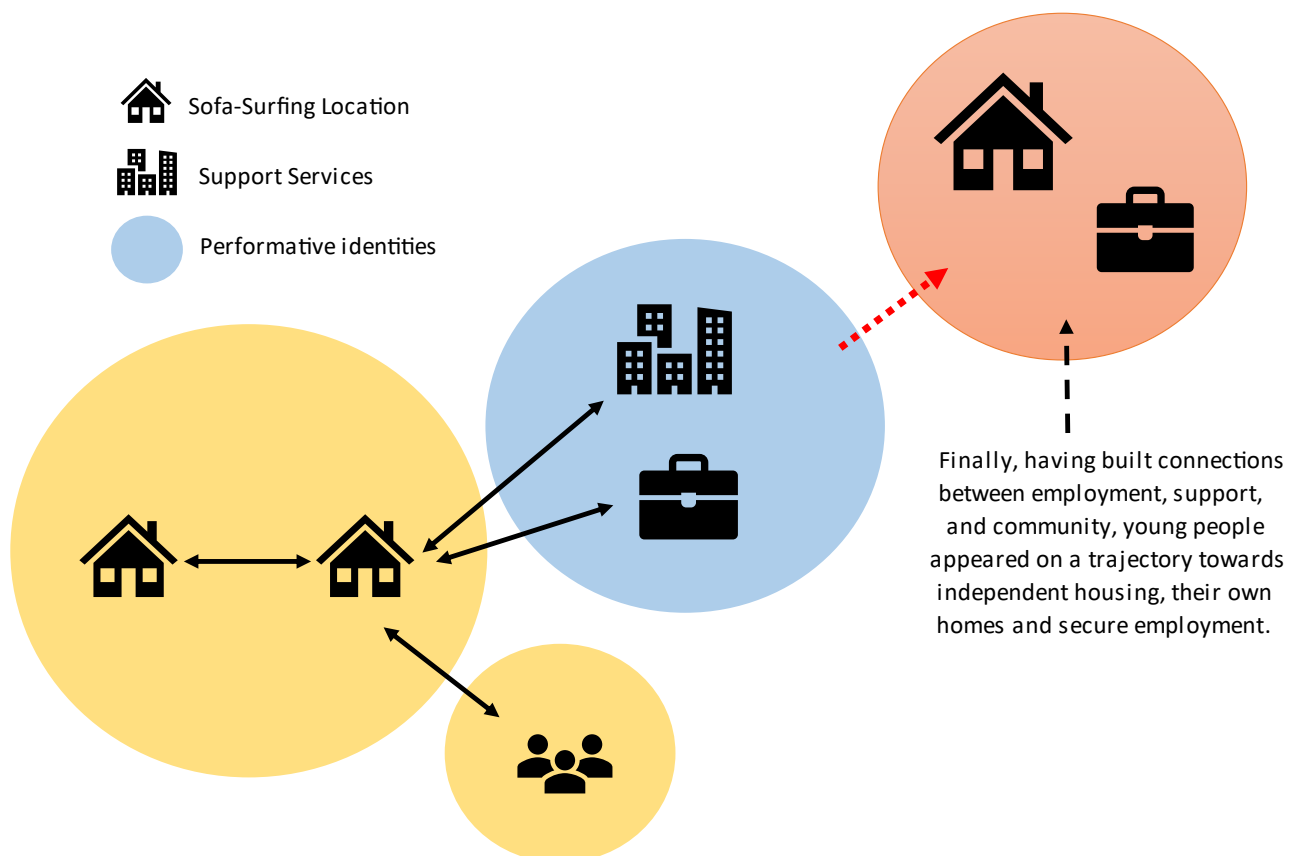 Sofa-Surfing Location
Support Services
Performative identities
Finally, having built connections
between employment, support,
and community, young people
appeared on a trajectory towards
independent housing, their own
homes and secure employment.